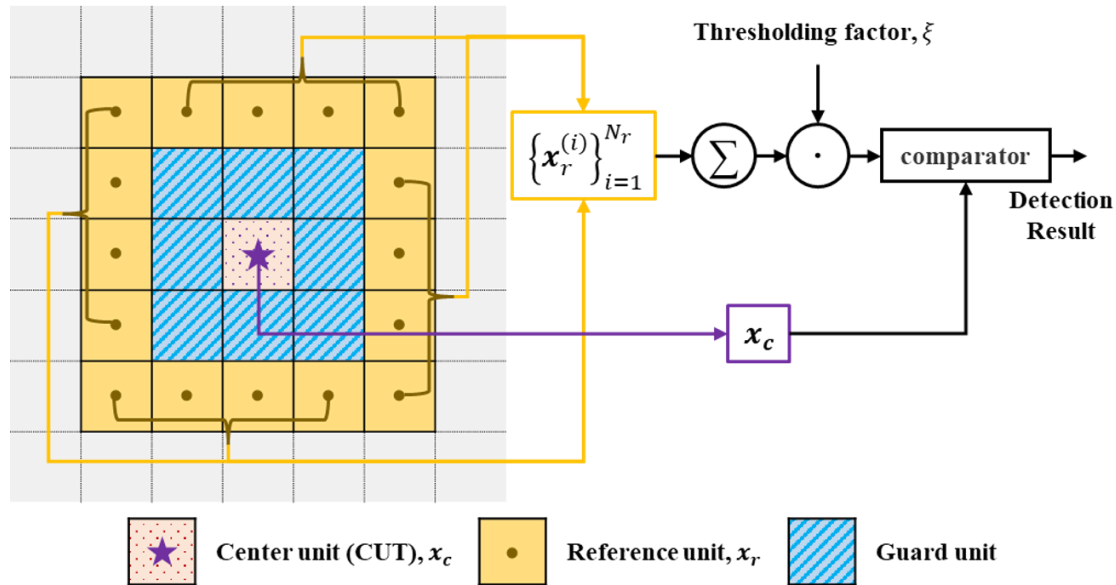 Thresholding factor, ξ
{x_r^{(i)}}_{i=1}^{N_r}
∑
·
comparator
Detection
Result
x_c
Center unit (CUT), x_c
Reference unit, x_r
Guard unit